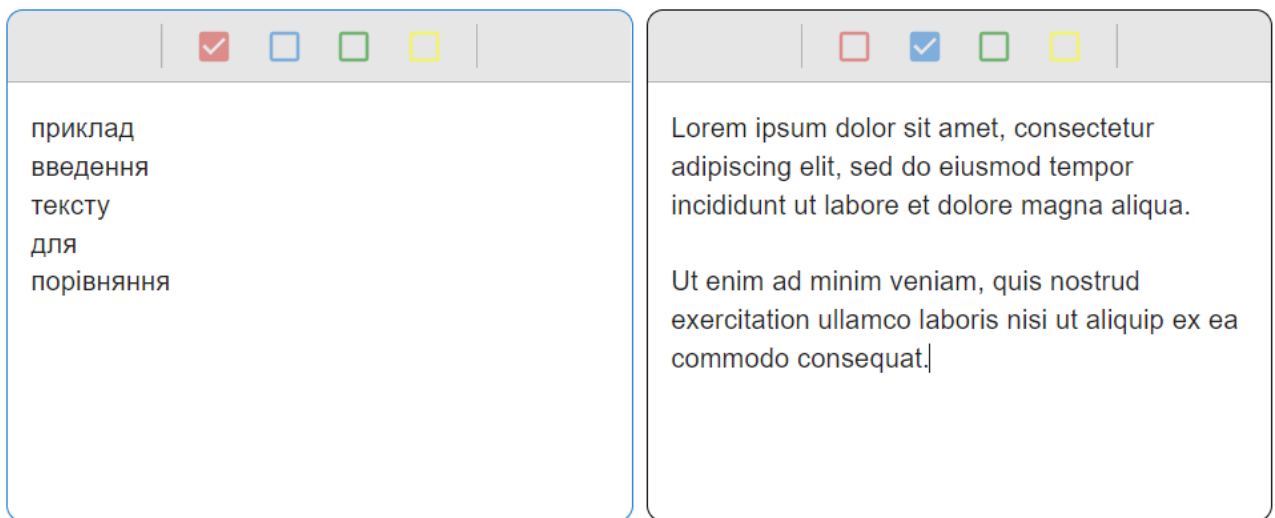 приклад
введення
тексту
для
порівняння
Lorem ipsum dolor sit amet, consectetur
adipiscing elit, sed do eiusmod tempor
incididunt ut labore et dolore magna aliqua.
Ut enim ad minim veniam, quis nostrud
exercitation ullamco laboris nisi ut aliquip ex ea
commodo consequat.